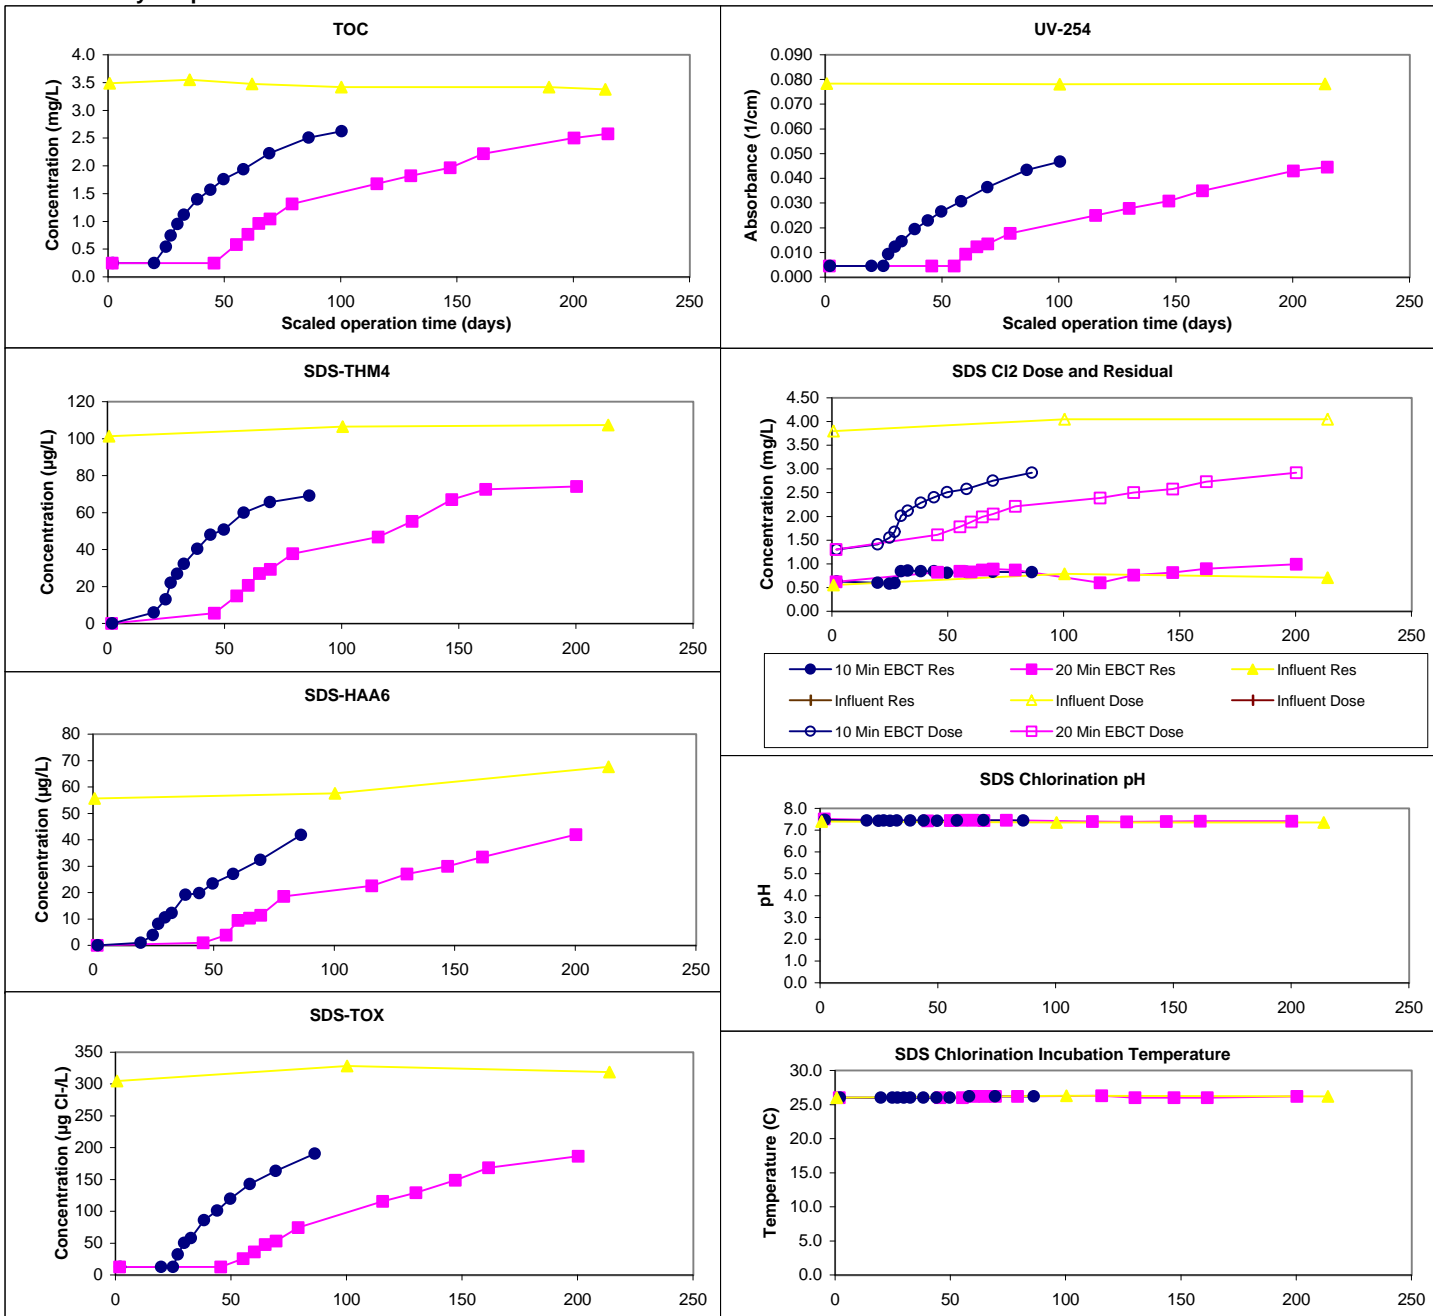 TOC
Concentration (mg/L)
4.0
3.5
3.0
2.5
2.0
1.5
1.0
0.5
0.0
0 50 100 150 200 250
Scaled operation time (days)
UV-254
Absorbance (1/cm)
0.090
0.080
0.070
0.060
0.050
0.040
0.030
0.020
0.010
0.000
0 50 100 150 200 250
Scaled operation time (days)
SDS-THM4
Concentration (µg/L)
120
100
80
60
40
20
0
0 50 100 150 200 250
SDS Cl2 Dose and Residual
Concentration (mg/L)
4.50
4.00
3.50
3.00
2.50
2.00
1.50
1.00
0.50
0.00
0 50 100 150 200 250
10 Min EBCT Res 20 Min EBCT Res Influent Res
Influent Res Influent Dose Influent Dose
10 Min EBCT Dose 20 Min EBCT Dose
SDS-HAA6
Concentration (µg/L)
80
70
60
50
40
30
20
10
0
0 50 100 150 200 250
SDS Chlorination pH
pH
8.0
7.0
6.0
5.0
4.0
3.0
2.0
1.0
0.0
0 50 100 150 200 250
SDS-TOX
Concentration (µg Cl-/L)
350
300
250
200
150
100
50
0
0 50 100 150 200 250
SDS Chlorination Incubation Temperature
Temperature (C)
30.0
25.0
20.0
15.0
10.0
5.0
0.0
0 50 100 150 200 250